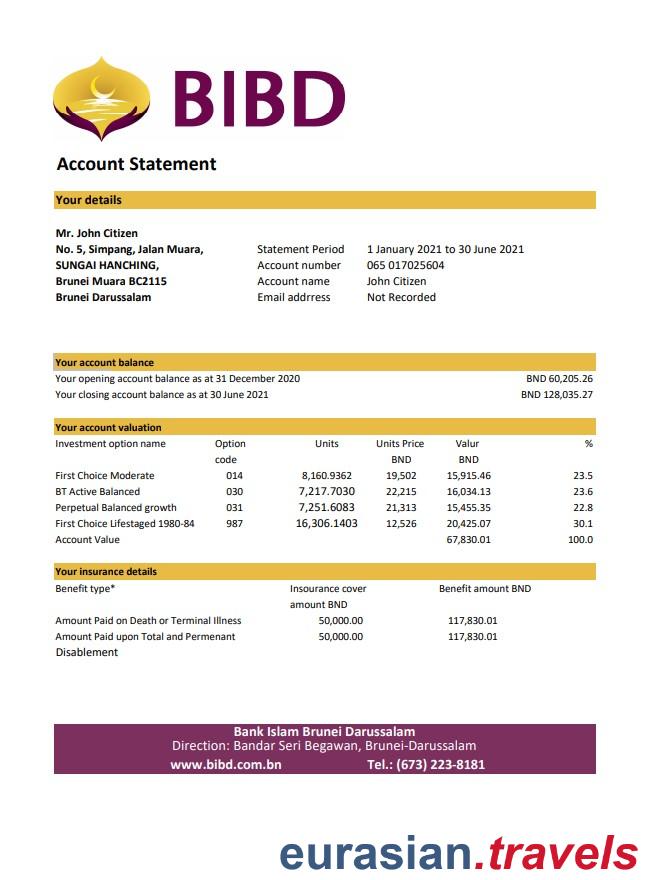 BIBD
Account Statement
Your details
Mr. John Citizen
No. 5, Simpang, Jalan Muara, Statement Period 1 January 2021 to 30 June 2021
SUNGAI HANCHING, Account number 065 017025604
Brunei Muara BC2115 Account name John Citizen
Brunei Darussalam Email addrress Not Recorded
Your account balance
Your opening account balance as at 31 December 2020 BND 60,205.26
Your closing account balance as at 30 June 2021 BND 128,035.27
Your account valuation
Investment option name Option Units Units Price Valur %
code BND BND
First Choice Moderate 014 8,160.9362 19,502 15,915.46 23.5
BT Active Balanced 030 7,217.7030 22,215 16,034.13 23.6
Perpetual Balanced growth 031 7,251.6083 21,313 15,455.35 22.8
First Choice Lifestaged 1980-84 987 16,306.1403 12,526 20,425.07 30.1
Account Value 67,830.01 100.0
Your insurance details
Benefit type* Insourance cover Benefit amount BND
amount BND
Amount Paid on Death or Terminal Illness 50,000.00 117,830.01
Amount Paid upon Total and Permenant 50,000.00 117,830.01
Disablement
Bank Islam Brunei Darussalam
Direction: Bandar Seri Begawan, Brunei-Darussalam
www.bibd.com.bn Tel.: (673) 223-8181
eurasian.travels